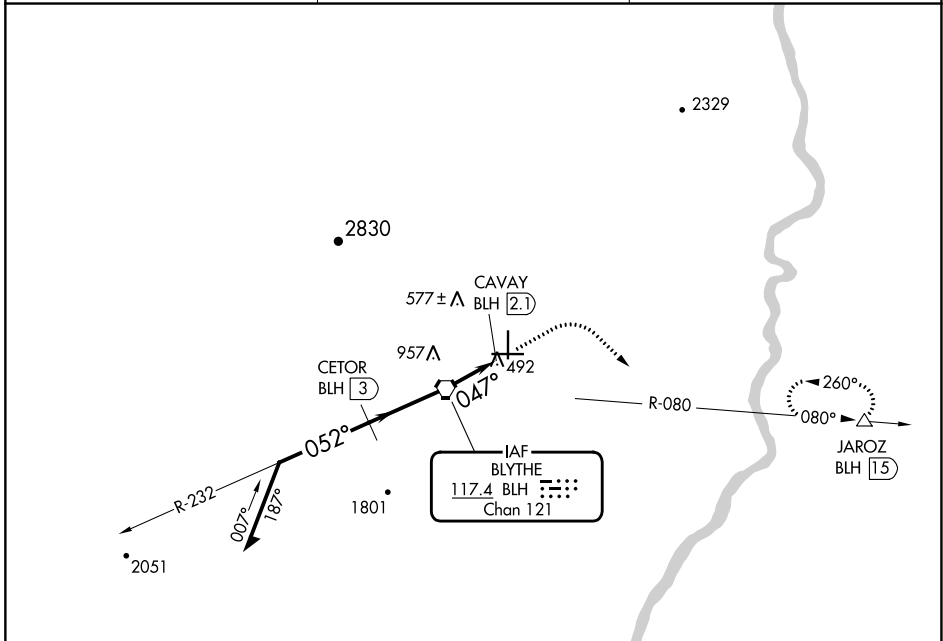 2329
2830
CAVAY
BLH 2.1
577 ±
957
492
CETOR
BLH 3
047°
052°
260°
R-080
080°
JAROZ
BLH 15
IAF
BLYTHE
117.4 BLH
Chan 121
R-232
007°
187°
1801
2051